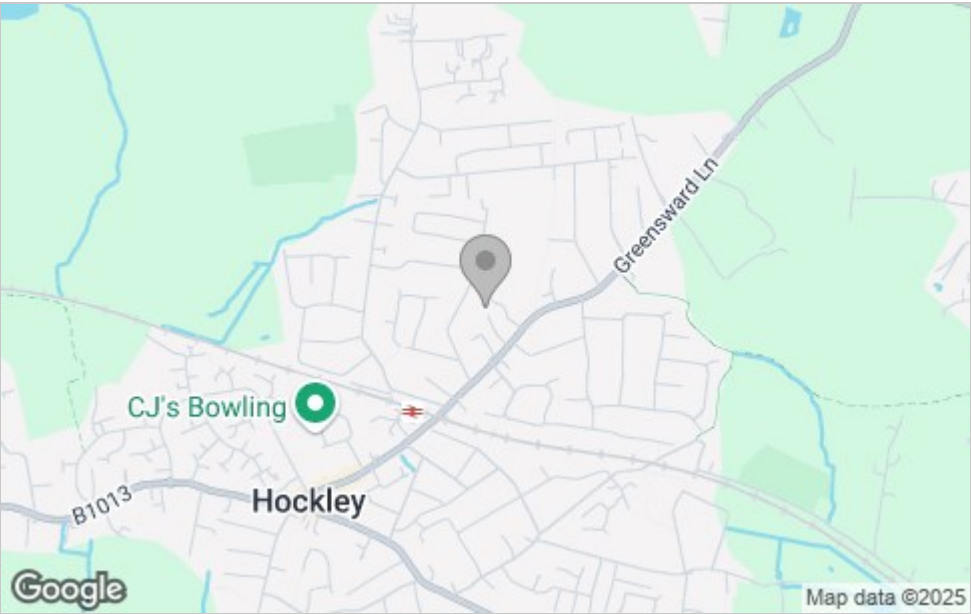 Greensward Ln
CJ's Bowling
B1013
Hockley
Google
Map data ©2025